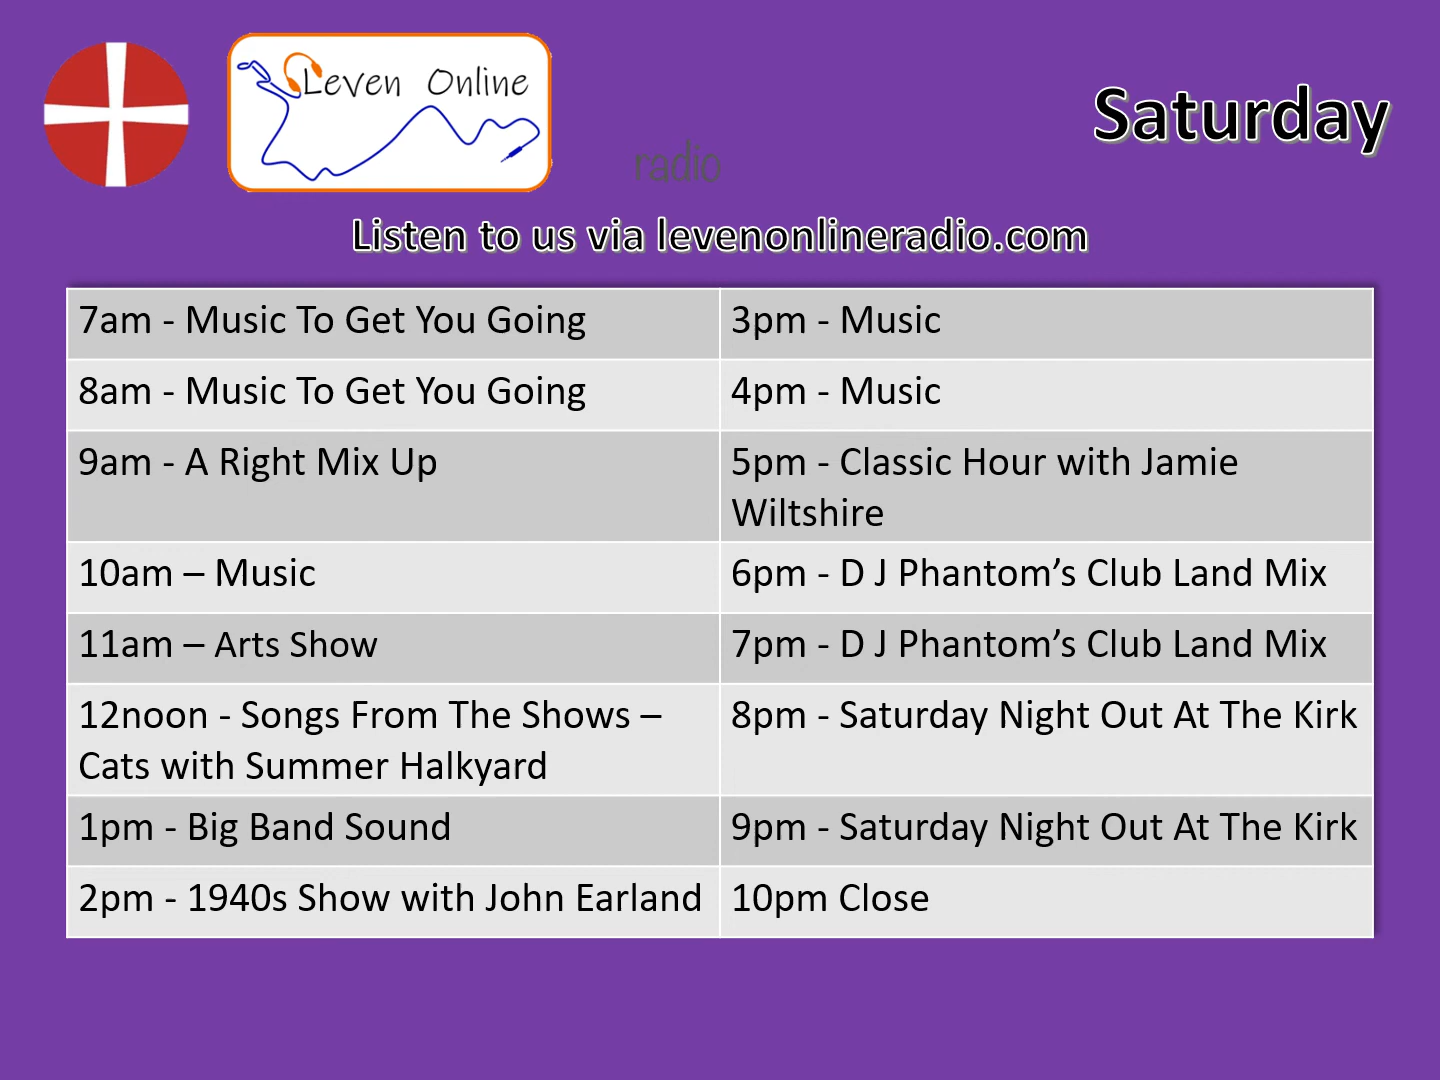 Leven Online
radio
Saturday
Listen to us via levenonlineradio.com
7am - Music To Get You Going
8am - Music To Get You Going
9am - A Right Mix Up
10am – Music
11am – Arts Show
12noon - Songs From The Shows –
Cats with Summer Halkyard
1pm - Big Band Sound
2pm - 1940s Show with John Earland
3pm - Music
4pm - Music
5pm - Classic Hour with Jamie
Wiltshire
6pm - D J Phantom’s Club Land Mix
7pm - D J Phantom’s Club Land Mix
8pm - Saturday Night Out At The Kirk
9pm - Saturday Night Out At The Kirk
10pm Close